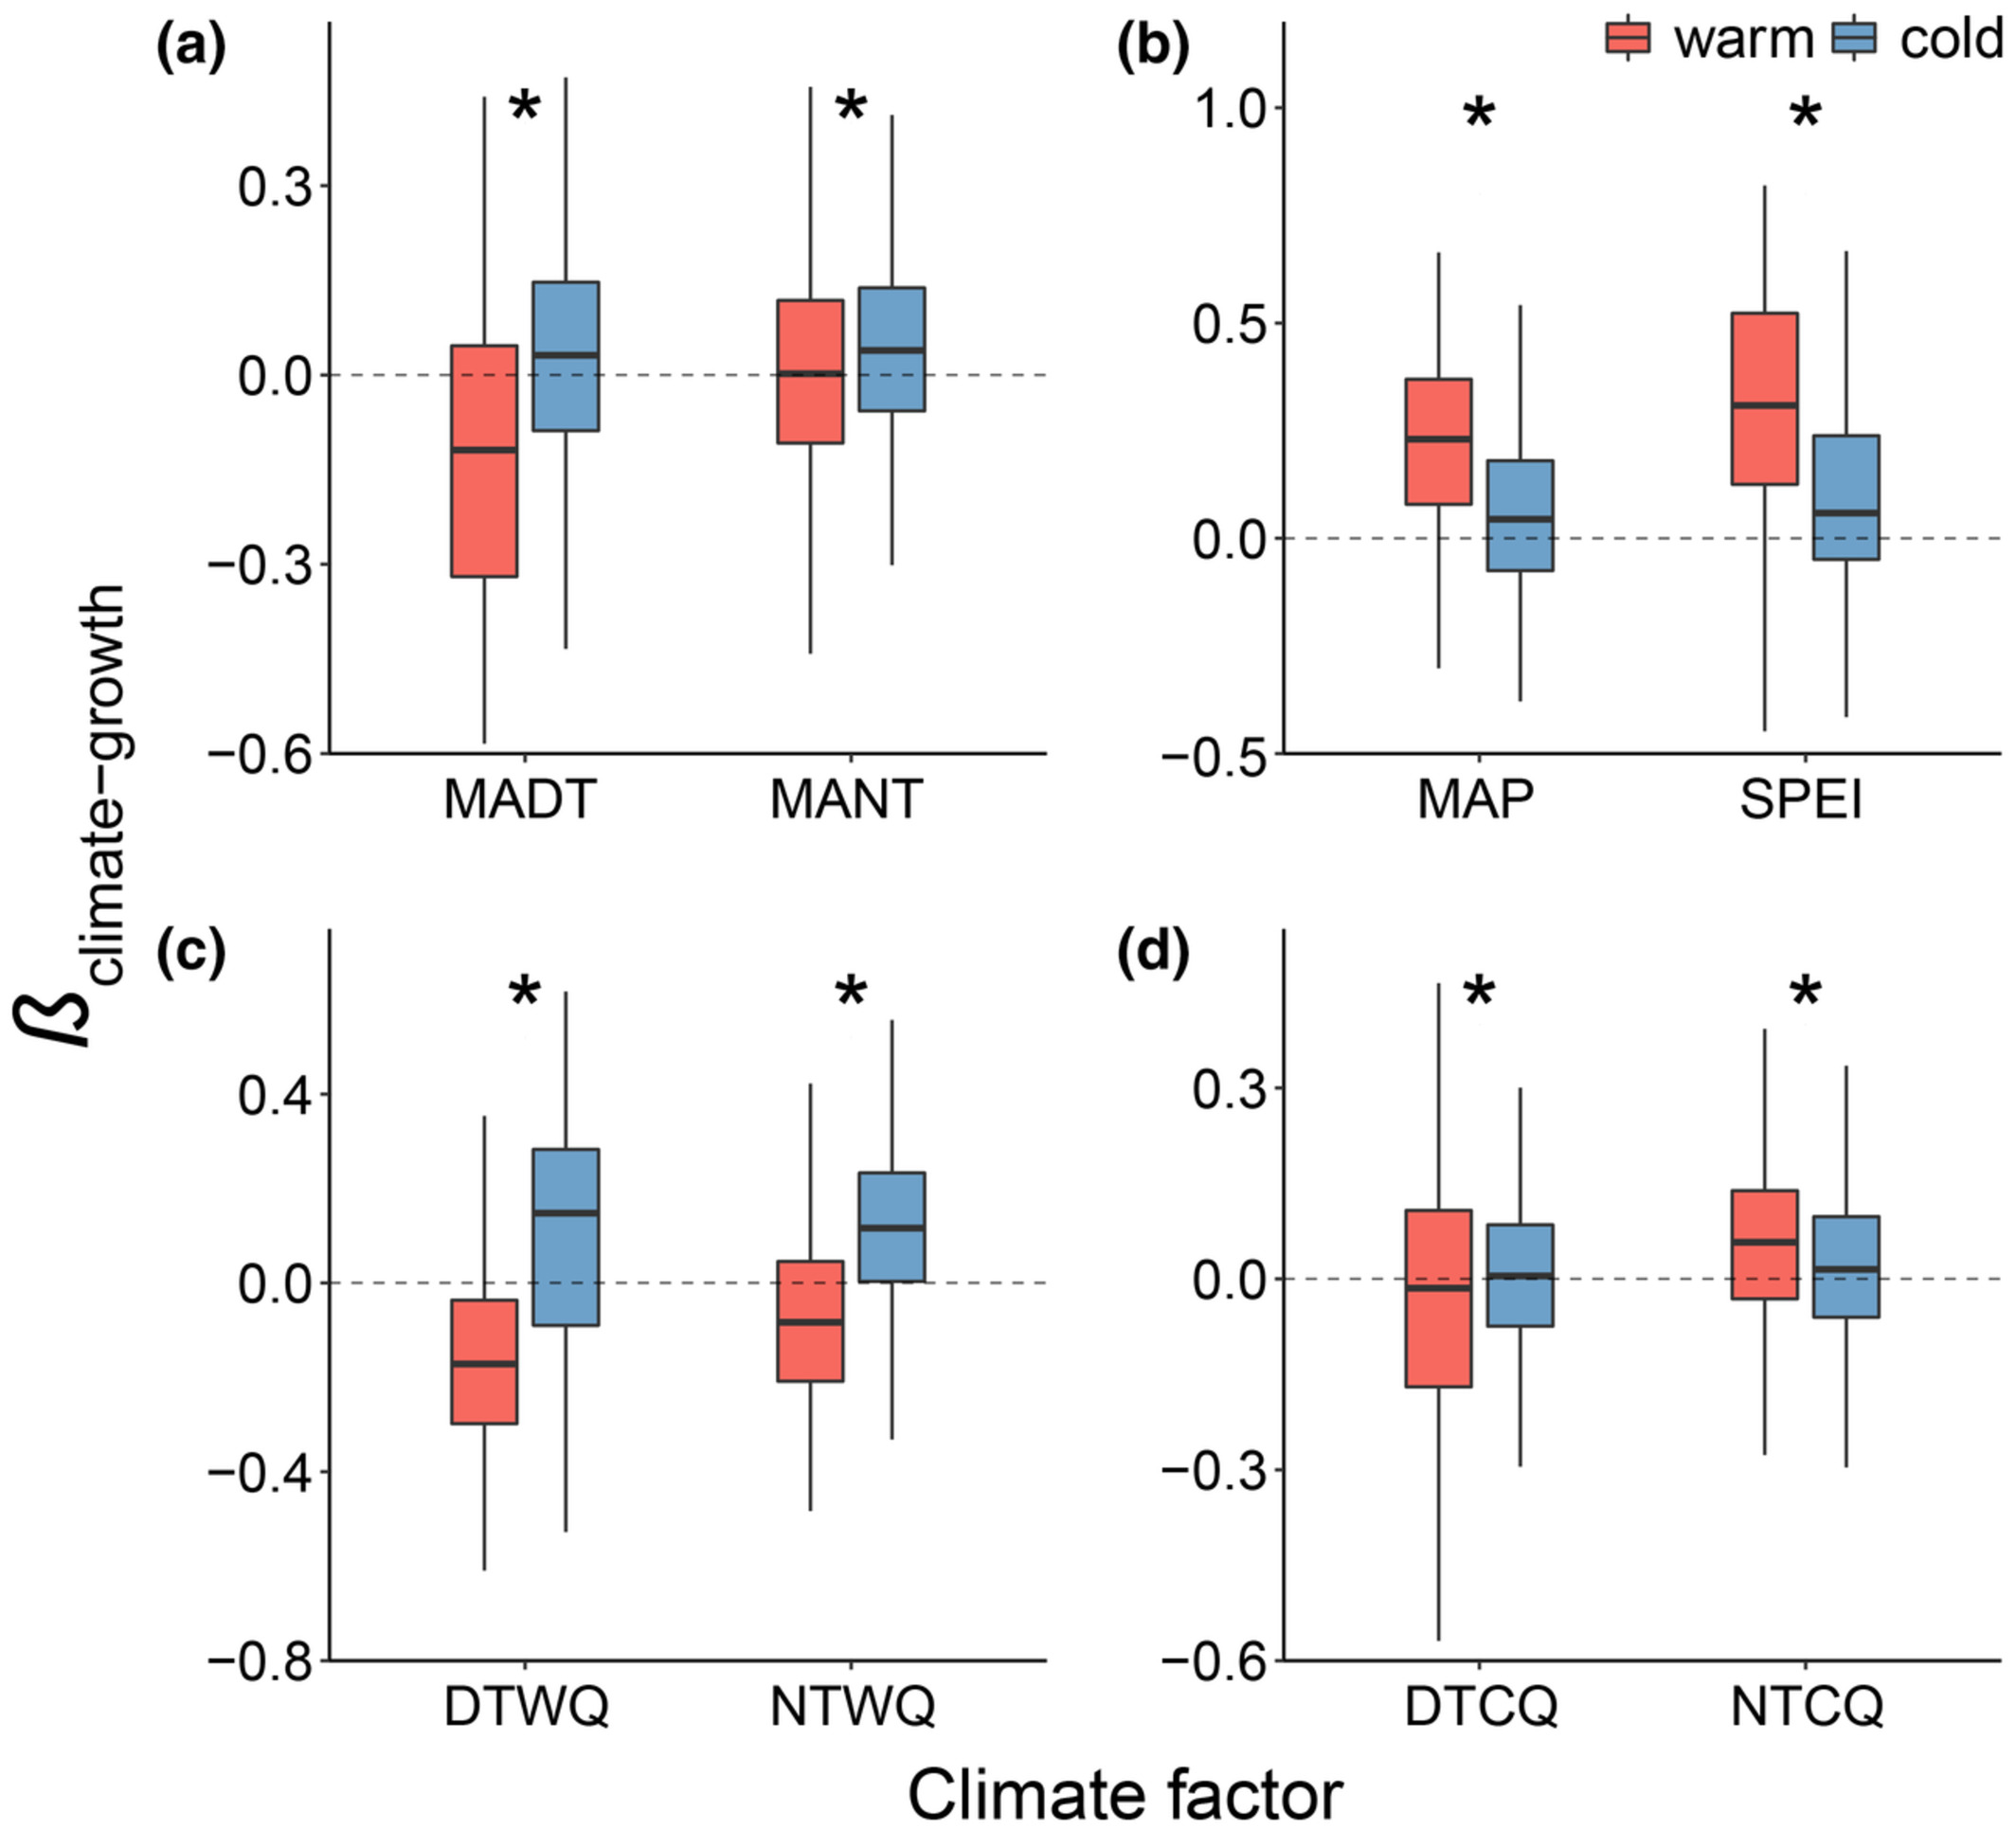 (a)
*
*
0.3
0.0
−0.3
−0.6
MADT
MANT
(b)
warm
cold
1.0
*
*
0.5
0.0
−0.5
MAP
SPEI
β climate−growth
(c)
*
*
0.4
0.0
−0.4
−0.8
DTWQ
NTWQ
(d)
*
*
0.3
0.0
−0.3
−0.6
DTCQ
NTCQ
Climate factor